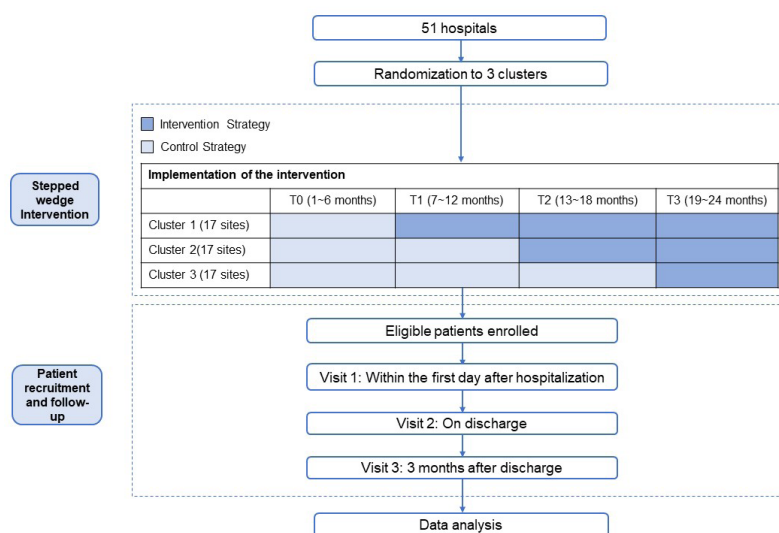 51 hospitals
Randomization to 3 clusters
Intervention Strategy
Control Strategy
Stepped
wedge
Intervention
Implementation of the intervention
T0 (1~6 months) T1 (7~12 months) T2 (13~18 months) T3 (19~24 months)
Cluster 1 (17 sites)
Cluster 2(17 sites)
Cluster 3 (17 sites)
Eligible patients enrolled
Patient
recruitment
and follow-
up
Visit 1: Within the first day after hospitalization
Visit 2: On discharge
Visit 3: 3 months after discharge
Data analysis